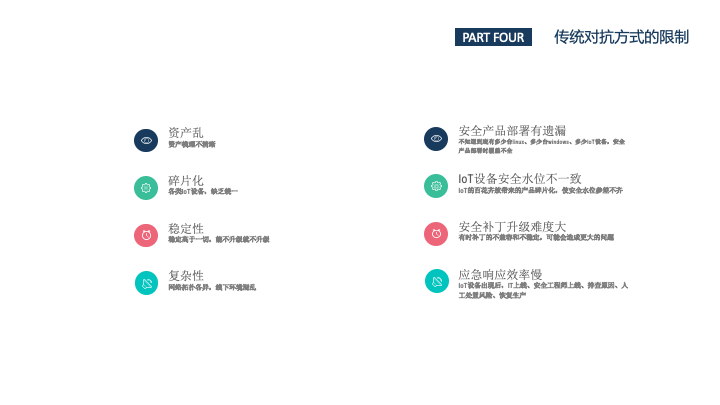 PART FOUR
传统对抗方式的限制
资产乱
资产梳理不清晰
碎片化
各类IoT设备、缺乏统一
稳定性
稳定高于一切，能不升级就不升级
复杂性
网络拓扑各异，线下环境混乱
安全产品部署有遗漏
不知道到底有多少台linux、多少台windows、多少IoT设备，安全
产品部署时覆盖不全
IoT设备安全水位不一致
IoT的百花齐放带来的产品碎片化，使安全水位参差不齐
安全补丁升级难度大
有时补丁的不兼容和不稳定，可能会造成更大的问题
应急响应效率慢
IoT设备出现后，IT上线、安全工程师上线、排查原因、人
工处置风险、恢复生产